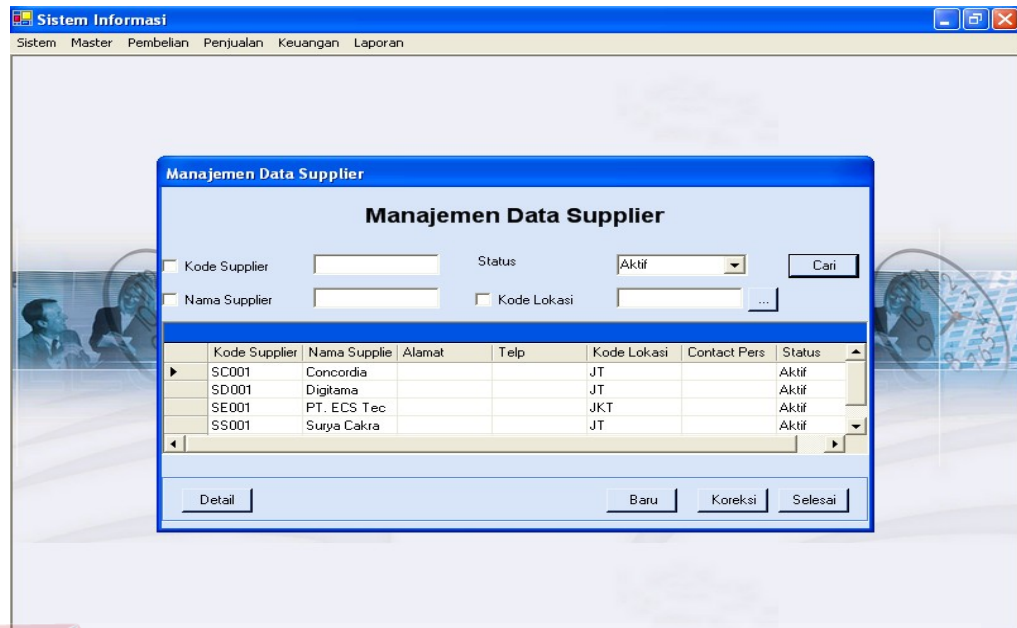 Sistem Informasi
Sistem Master Pembelian Penjualan Keuangan Laporan
Manajemen Data Supplier
Manajemen Data Supplier
Kode Supplier Status Aktif Cari
Nama Supplier Kode Lokasi ...
Kode Supplier Nama Supplie Alamat Telp Kode Lokasi Contact Pers Status
SC001 Concordia JT Aktif
SD001 Digitama JT Aktif
SE001 PT. ECS Tec JKT Aktif
SS001 Surya Cakra JT Aktif
Detail Baru Koreksi Selesai